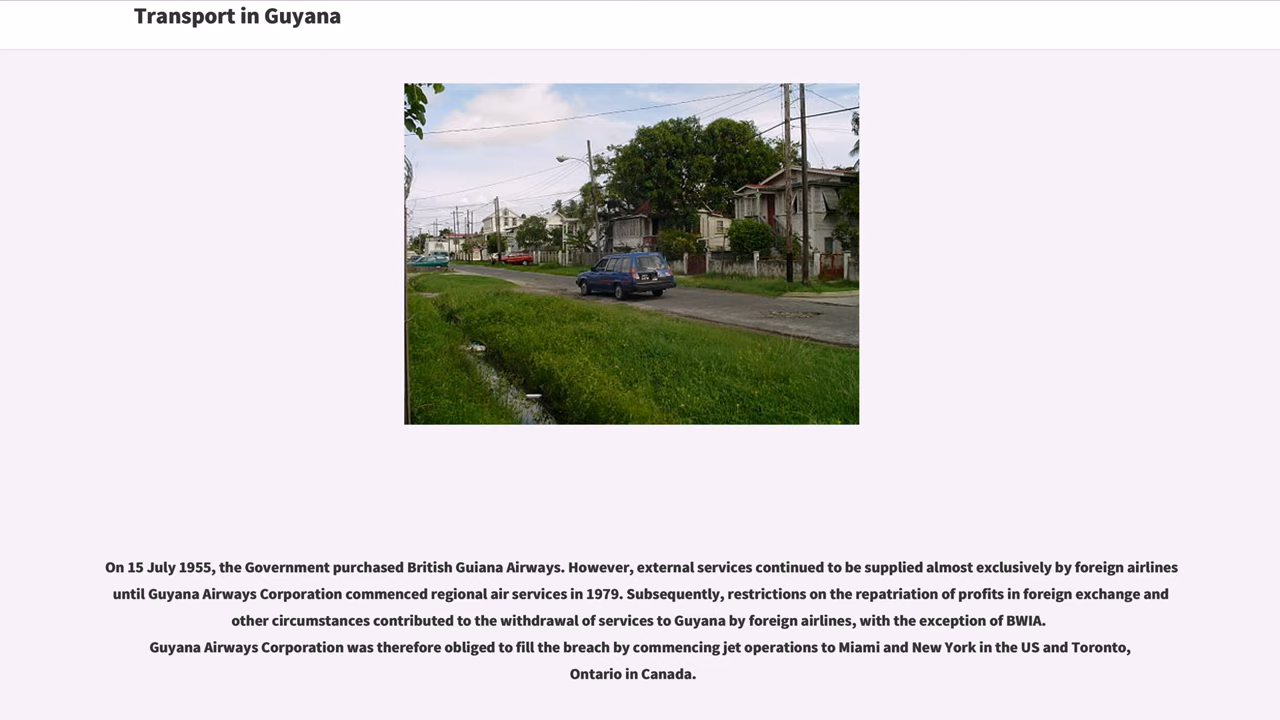 Transport in Guyana
On 15 July 1955, the Government purchased British Guiana Airways. However, external services continued to be supplied almost exclusively by foreign airlines
until Guyana Airways Corporation commenced regional air services in 1979. Subsequently, restrictions on the repatriation of profits in foreign exchange and
other circumstances contributed to the withdrawal of services to Guyana by foreign airlines, with the exception of BWIA.
Guyana Airways Corporation was therefore obliged to fill the breach by commencing jet operations to Miami and New York in the US and Toronto,
Ontario in Canada.